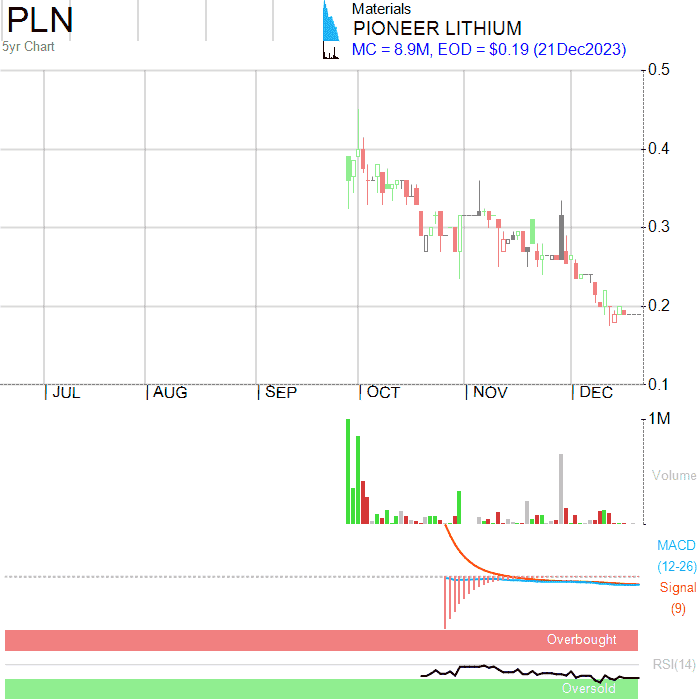 PLN
5yr Chart
Materials
PIONEER LITHIUM
MC = 8.9M, EOD = $0.19 (21Dec2023)
0.5
0.4
0.3
0.2
0.1
JUL AUG SEP OCT NOV DEC
1M
Volume
MACD
(12-26)
Signal
(9)
Overbought
RSI(14)
Oversold